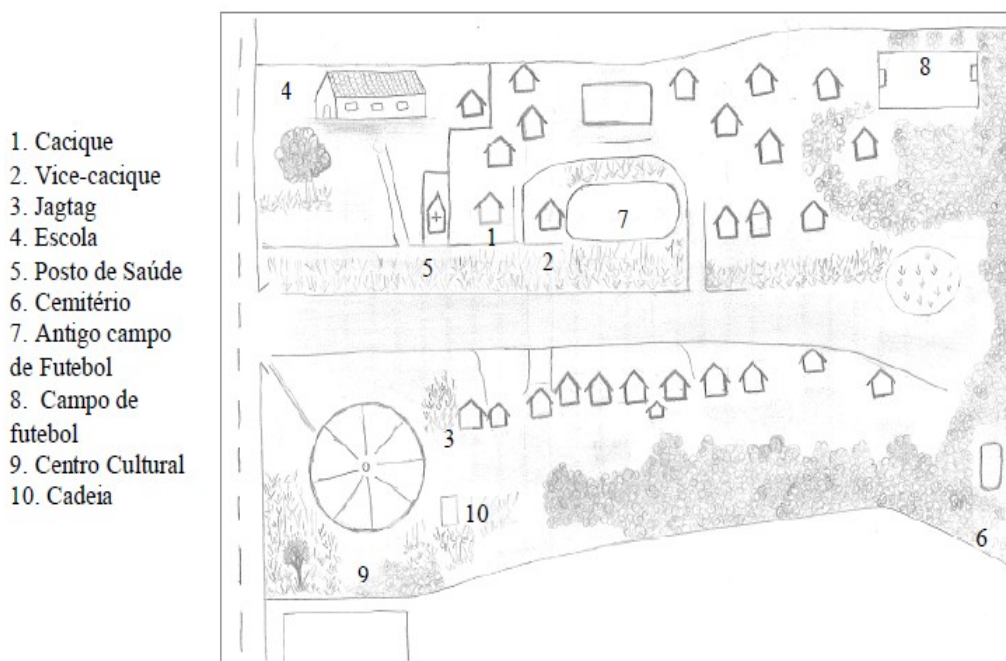 1. Cacique
2. Vice-cacique
3. Jagtag
4. Escola
5. Posto de Saúde
6. Cemitério
7. Antigo campo
de Futebol
8. Campo de
futebol
9. Centro Cultural
10. Cadeia
4
8
7
1
5
2
3
10
6
9